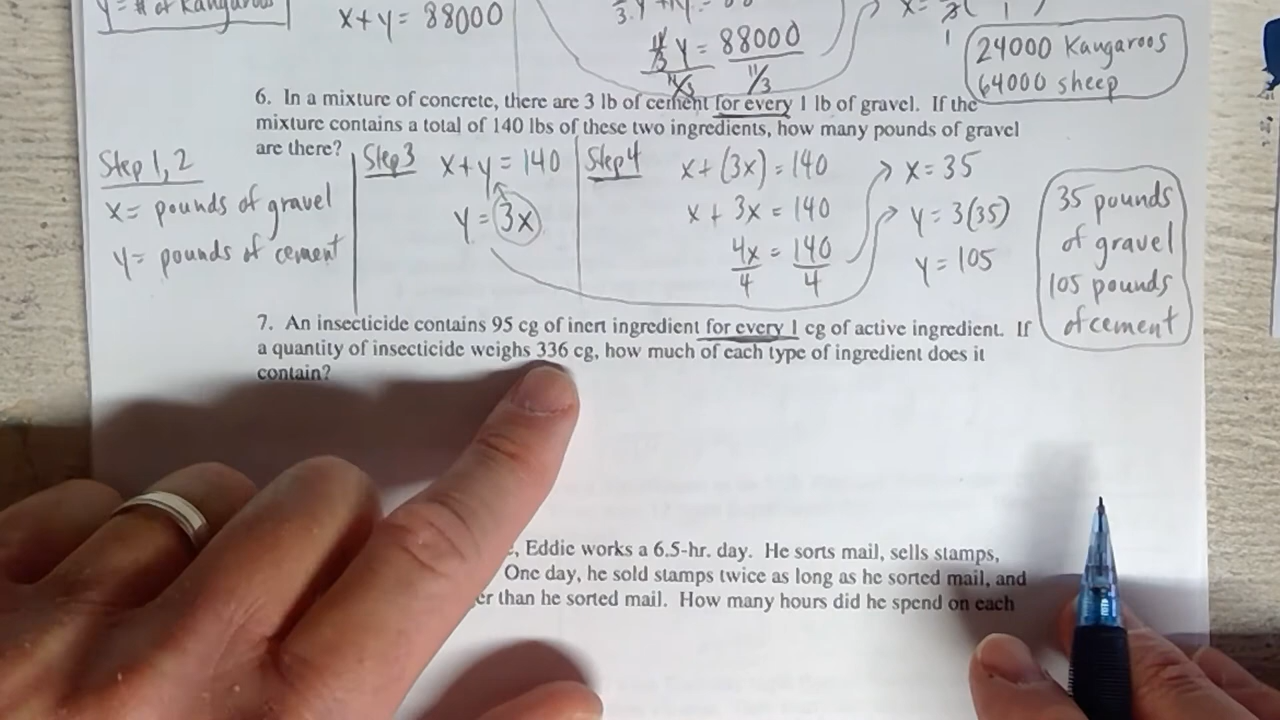 y = # of Kangaroos
x + y = 88000
11/3 y = 88000
11/3 11/3
24000 Kangaroos
64000 sheep
6. In a mixture of concrete, there are 3 lb of cement for every 1 lb of gravel. If the
mixture contains a total of 140 lbs of these two ingredients, how many pounds of gravel
are there?
Step 1, 2
x = pounds of gravel
y = pounds of cement
Step 3
x + y = 140
y = 3x
Step 4
x + (3x) = 140
x + 3x = 140
4x = 140
4 4
x = 35
y = 3(35)
y = 105
35 pounds
of gravel
105 pounds
of cement
7. An insecticide contains 95 cg of inert ingredient for every 1 cg of active ingredient. If
a quantity of insecticide weighs 336 cg, how much of each type of ingredient does it
contain?
, Eddie works a 6.5-hr. day. He sorts mail, sells stamps,
One day, he sold stamps twice as long as he sorted mail, and
er than he sorted mail. How many hours did he spend on each